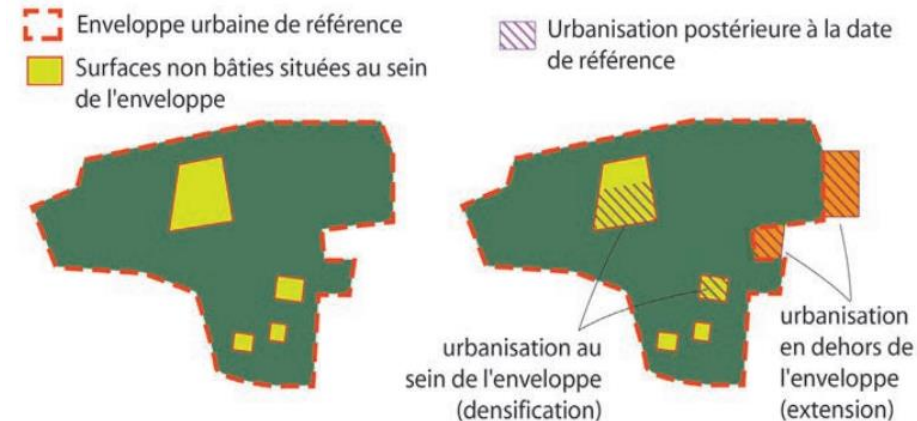 Enveloppe urbaine de référence
Surfaces non bâties situées au sein
de l'enveloppe
Urbanisation postérieure à la date
de référence
urbanisation au
sein de l'enveloppe
(densification)
urbanisation
en dehors de
l'enveloppe
(extension)